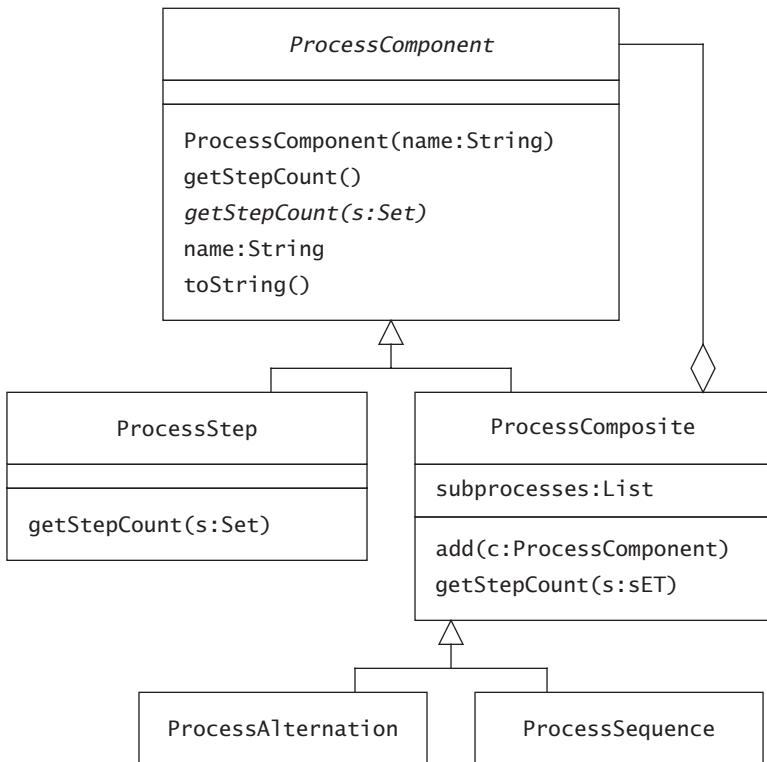 ProcessComponent
ProcessComponent(name:String)
getStepCount()
getStepCount(s:Set)
name:String
toString()
ProcessStep
getStepCount(s:Set)
ProcessComposite
subprocesses:List
add(c:ProcessComponent)
getStepCount(s:sET)
ProcessAlternation
ProcessSequence